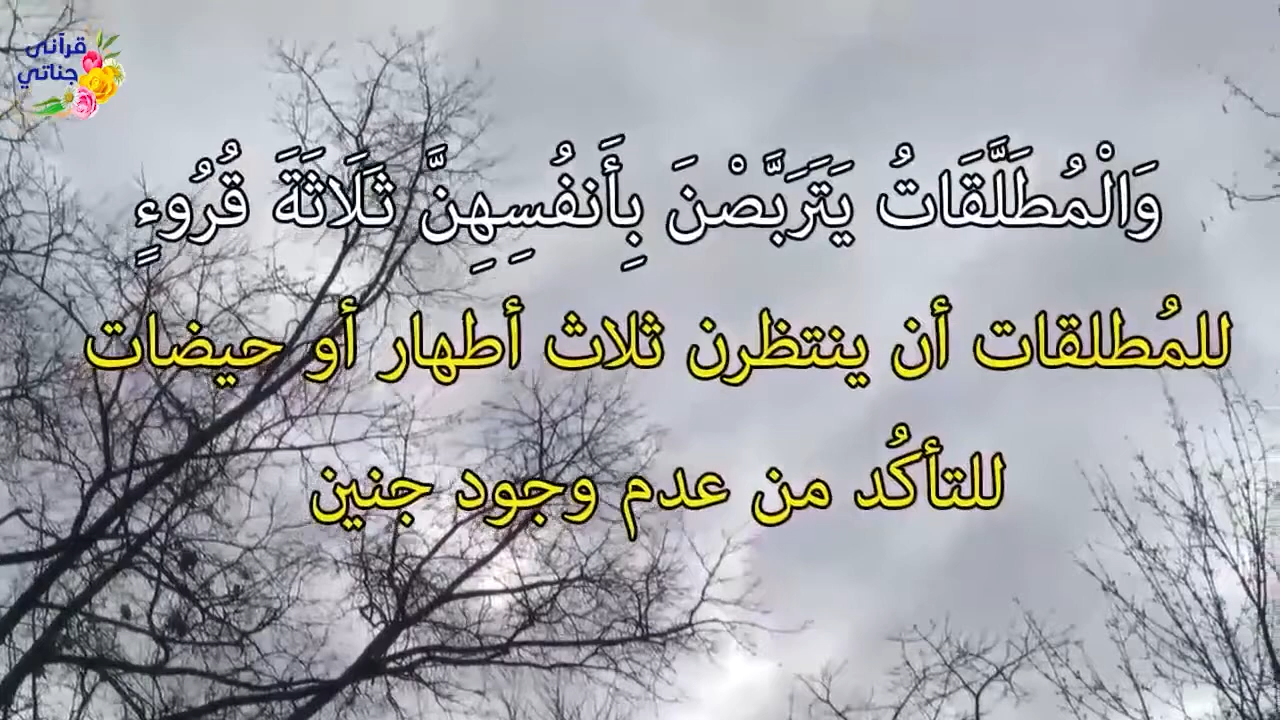 قرآنى
جناتي
وَالْمُطَلَّقَاتُ يَتَرَبَّصْنَ بِأَنفُسِهِنَّ ثَلَاثَةَ قُرُوءٍ
للمُطلقات أن ينتظرن ثلاث أطهار أو حيضات
للتأكُد من عدم وجود جنين